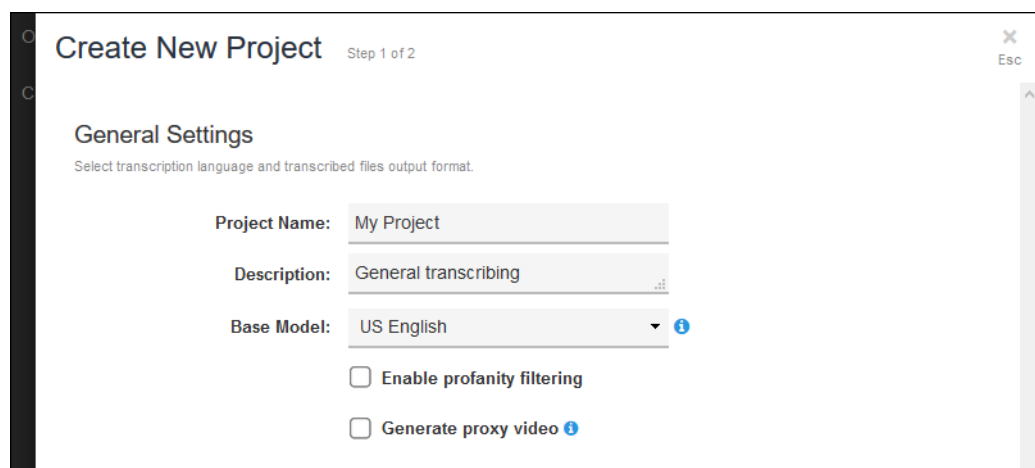 O
Create New Project Step 1 of 2
Esc
C
General Settings
Select transcription language and transcribed files output format.
Project Name: My Project
Description: General transcribing
Base Model: US English
Enable profanity filtering
Generate proxy video